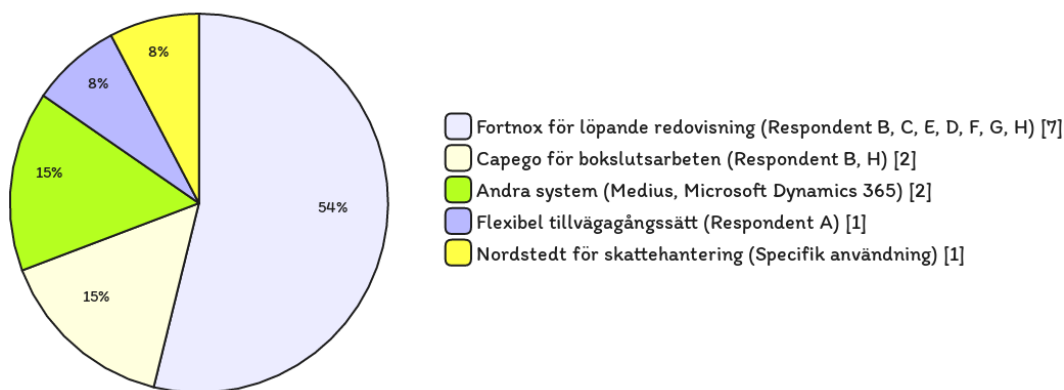 8%
8%
15%
54%
15%
Fortnox för löpande redovisning (Respondent B, C, E, D, F, G, H) [7]
Capego för bokslutsarbeten (Respondent B, H) [2]
Andra system (Medius, Microsoft Dynamics 365) [2]
Flexibel tillvägagångssätt (Respondent A) [1]
Nordstedt för skattehantering (Specifik användning) [1]